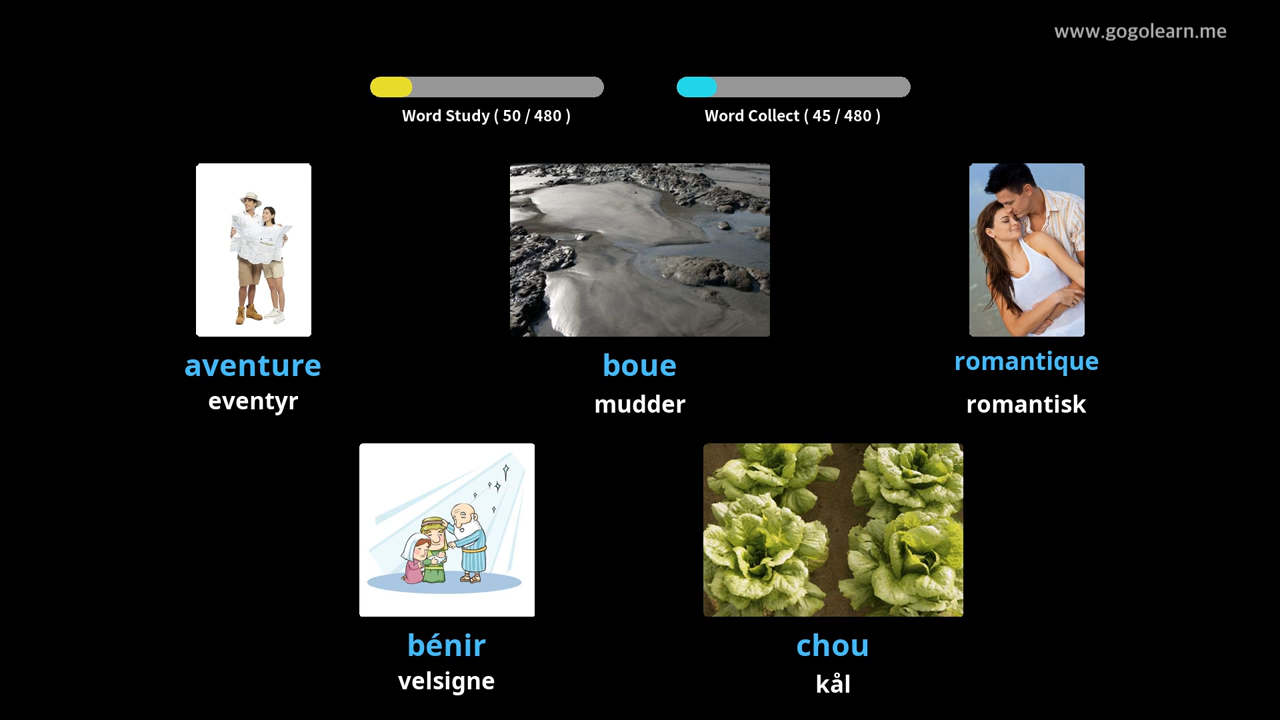 www.gogolearn.me
Word Study ( 50 / 480 )
Word Collect ( 45 / 480 )
aventure
eventyr
boue
mudder
romantique
romantisk
bénir
velsigne
chou
kål